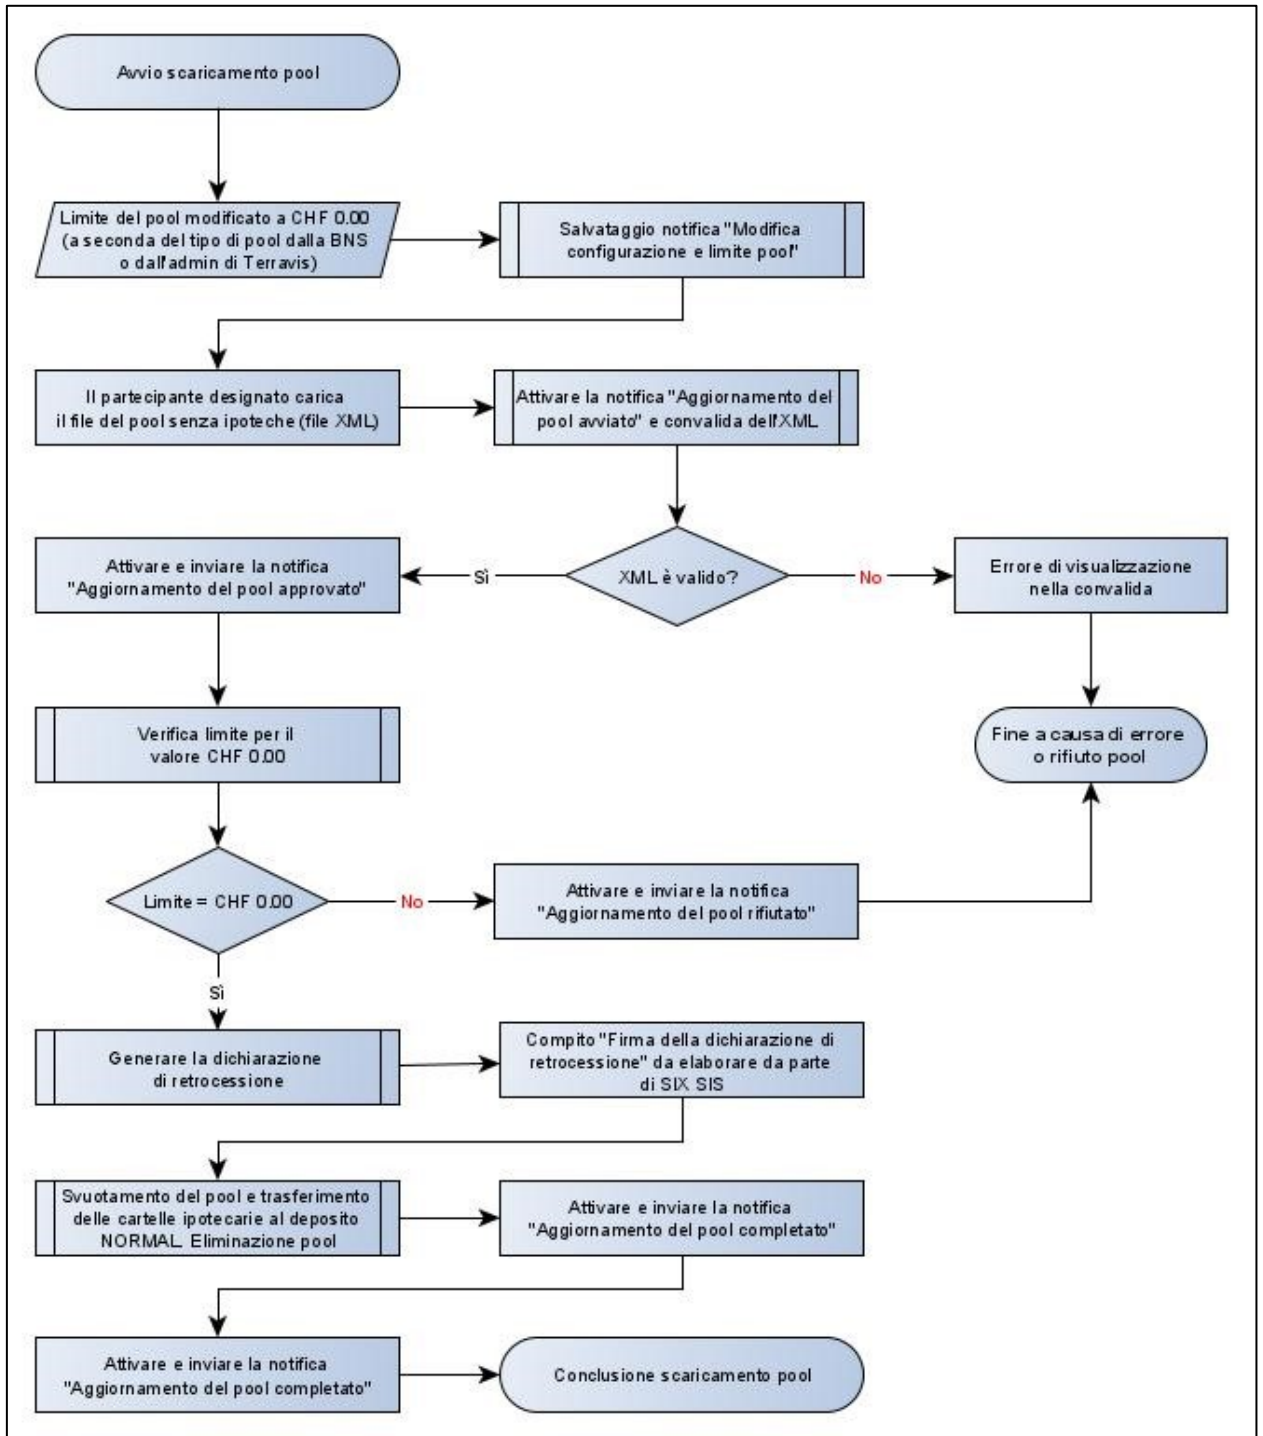 Avvio scaricamento pool
Limite del pool modificato a CHF 0.00
(a seconda del tipo di pool dalla BNS
o dall'admin di Terravis)
Salvataggio notifica "Modifica
configurazione e limite pool"
Il partecipante designato carica
il file del pool senza ipoteche (file XML)
Attivare la notifica "Aggiornamento del
pool avviato" e convalida dell'XML
XML è valido?
Sì
No
Attivare e inviare la notifica
"Aggiornamento del pool approvato"
Errore di visualizzazione
nella convalida
Verifica limite per il
valore CHF 0.00
Fine a causa di errore
o rifiuto pool
Limite = CHF 0.00
No
Attivare e inviare la notifica
"Aggiornamento del pool rifiutato"
Sì
Generare la dichiarazione
di retrocessione
Compito "Firma della dichiarazione di
retrocessione" da elaborare da parte
di SIX SIS
Svuotamento del pool e trasferimento
delle cartelle ipotecarie al deposito
NORMAL. Eliminazione pool
Attivare e inviare la notifica
"Aggiornamento del pool completato"
Attivare e inviare la notifica
"Aggiornamento del pool completato"
Conclusione scaricamento pool